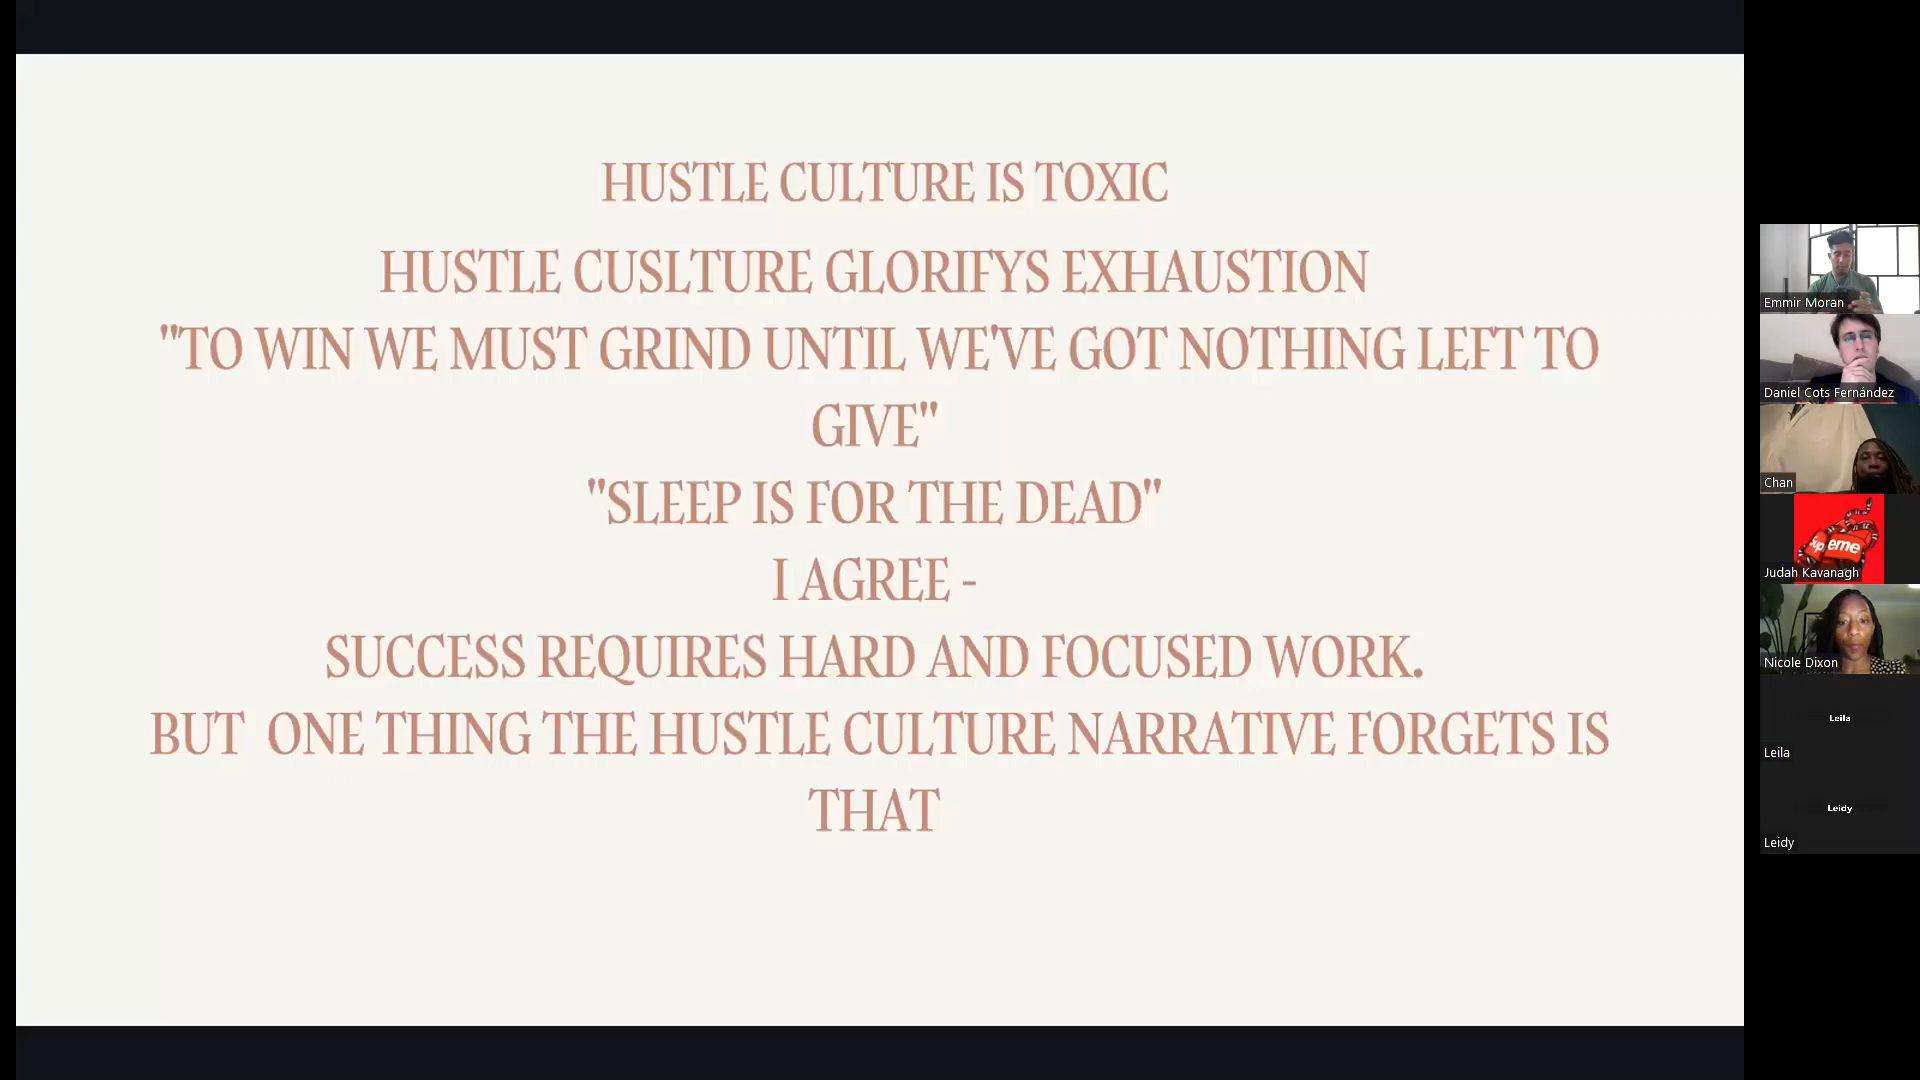 HUSTLE CULTURE IS TOXIC
HUSTLE CUSLTURE GLORIFYS EXHAUSTION
"TO WIN WE MUST GRIND UNTIL WE'VE GOT NOTHING LEFT TO
GIVE"
"SLEEP IS FOR THE DEAD"
I AGREE -
SUCCESS REQUIRES HARD AND FOCUSED WORK.
BUT  ONE THING THE HUSTLE CULTURE NARRATIVE FORGETS IS
THAT
Emmir Moran
Daniel Cots Fernández
Chan
Sup eme
Judah Kavanagh
Nicole Dixon
Leila
Leila
Leidy
Leidy